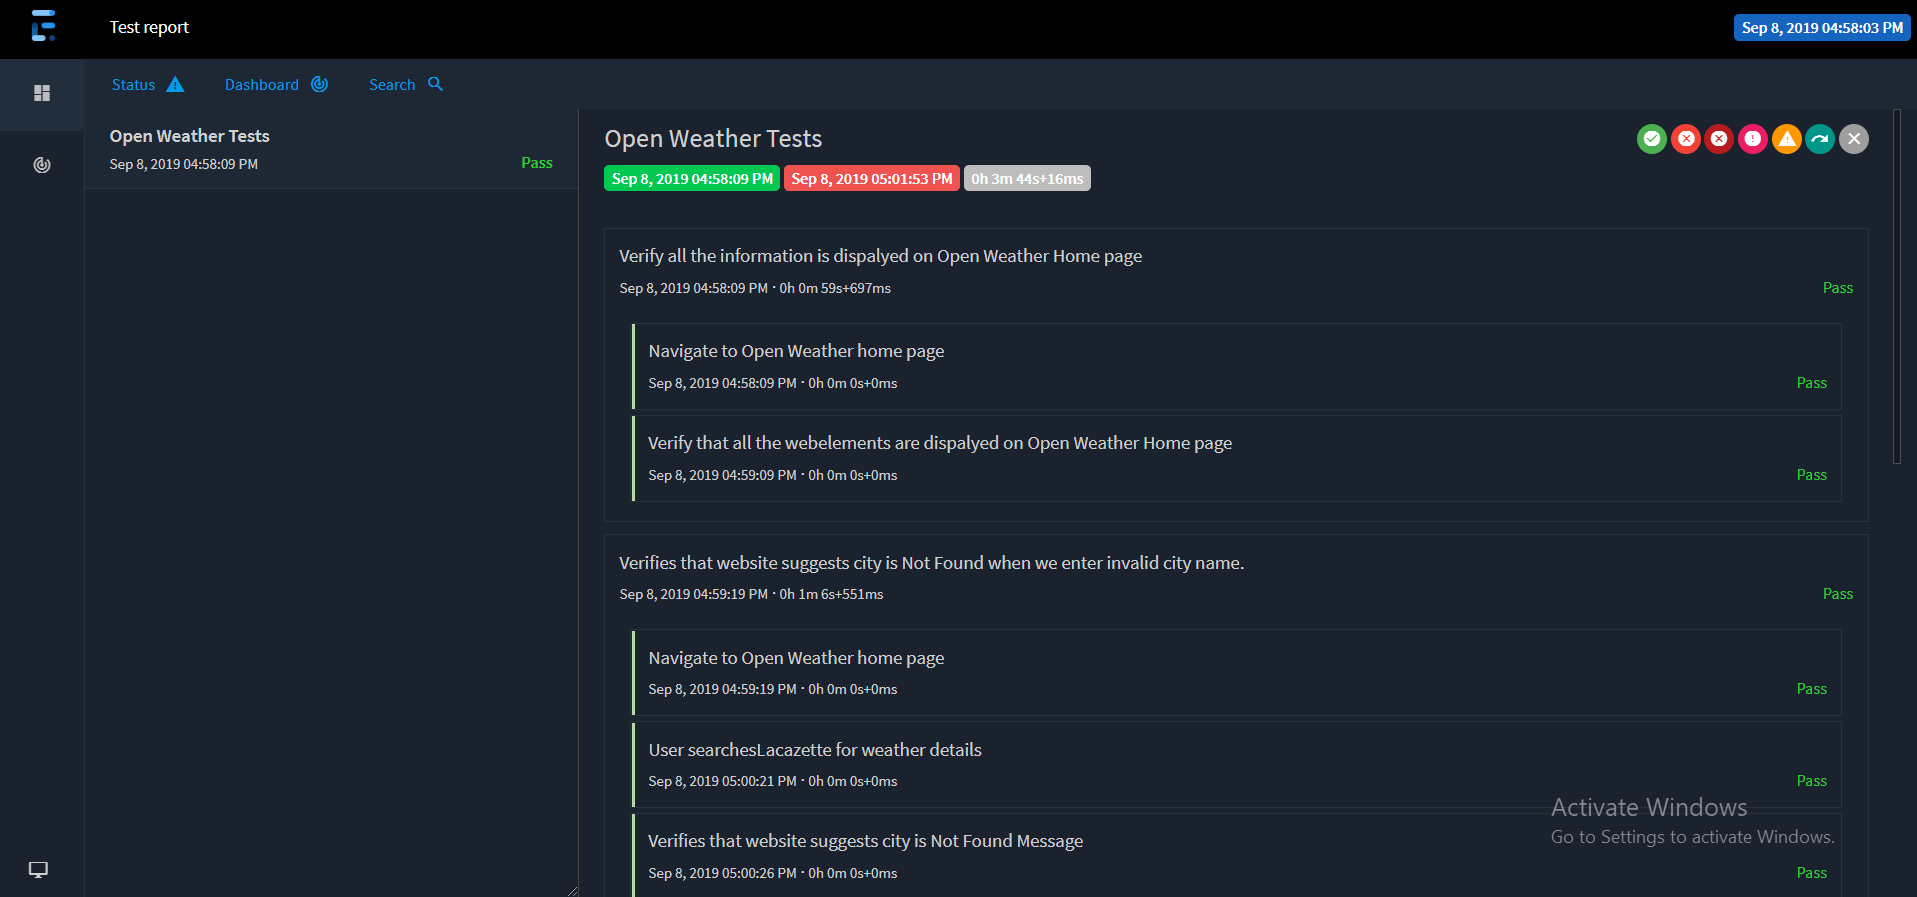 Test report
Sep 8, 2019 04:58:03 PM
Status
Dashboard
Search
Open Weather Tests
Sep 8, 2019 04:58:09 PM
Pass
Open Weather Tests
Sep 8, 2019 04:58:09 PM
Sep 8, 2019 05:01:53 PM
0h 3m 44s+16ms
Verify all the information is dispalyed on Open Weather Home page
Sep 8, 2019 04:58:09 PM · 0h 0m 59s+697ms
Pass
Navigate to Open Weather home page
Sep 8, 2019 04:58:09 PM · 0h 0m 0s+0ms
Pass
Verify that all the webelements are dispalyed on Open Weather Home page
Sep 8, 2019 04:59:09 PM · 0h 0m 0s+0ms
Pass
Verifies that website suggests city is Not Found when we enter invalid city name.
Sep 8, 2019 04:59:19 PM · 0h 1m 6s+551ms
Pass
Navigate to Open Weather home page
Sep 8, 2019 04:59:19 PM · 0h 0m 0s+0ms
Pass
User searchesLacazette for weather details
Sep 8, 2019 05:00:21 PM · 0h 0m 0s+0ms
Pass
Verifies that website suggests city is Not Found Message
Sep 8, 2019 05:00:26 PM · 0h 0m 0s+0ms
Pass
Activate Windows
Go to Settings to activate Windows.